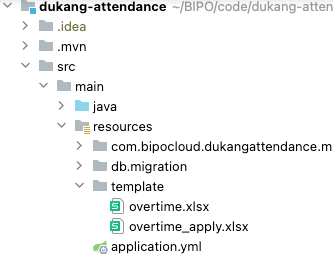 dukang-attendance ~/BIPO/code/dukang-atten
.idea
.mvn
src
main
java
resources
com.bipocloud.dukangattendance.m
db.migration
template
overtime.xlsx
overtime_apply.xlsx
application.yml